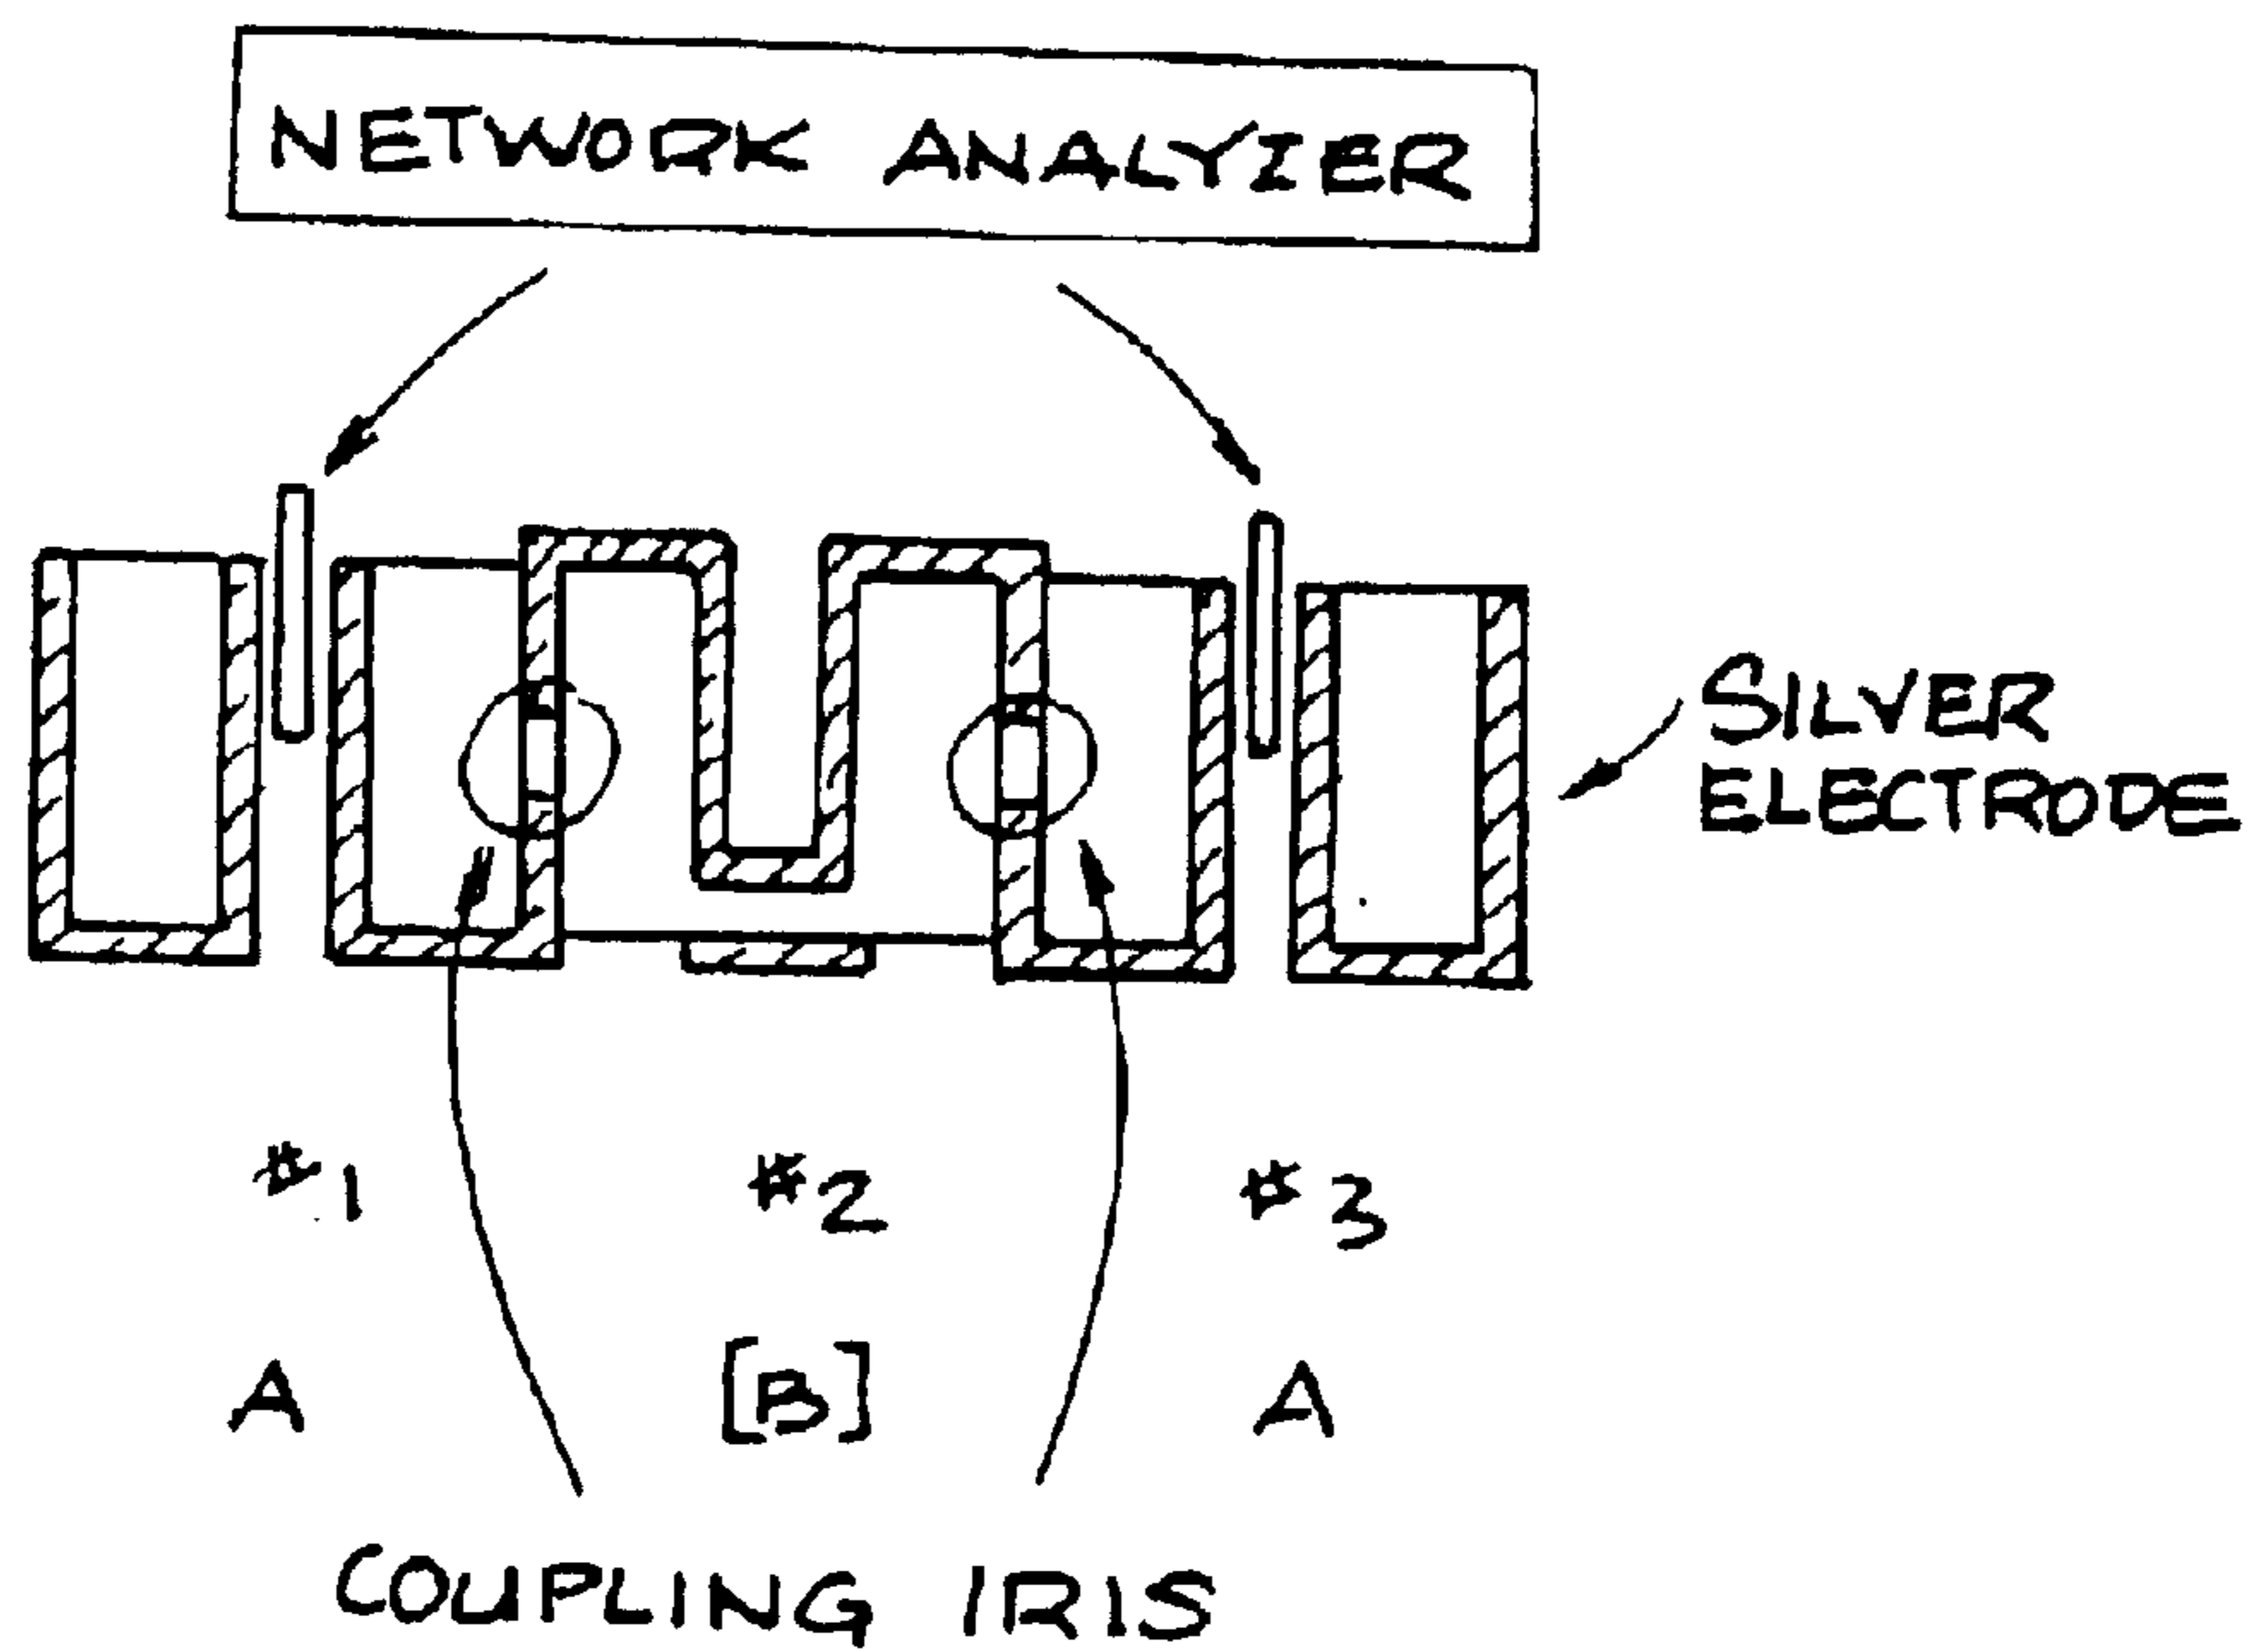 NETWORK ANALYZER
SILVER
ELECTRODE
#1 #2 #3
A [B] A
COUPLING IRIS